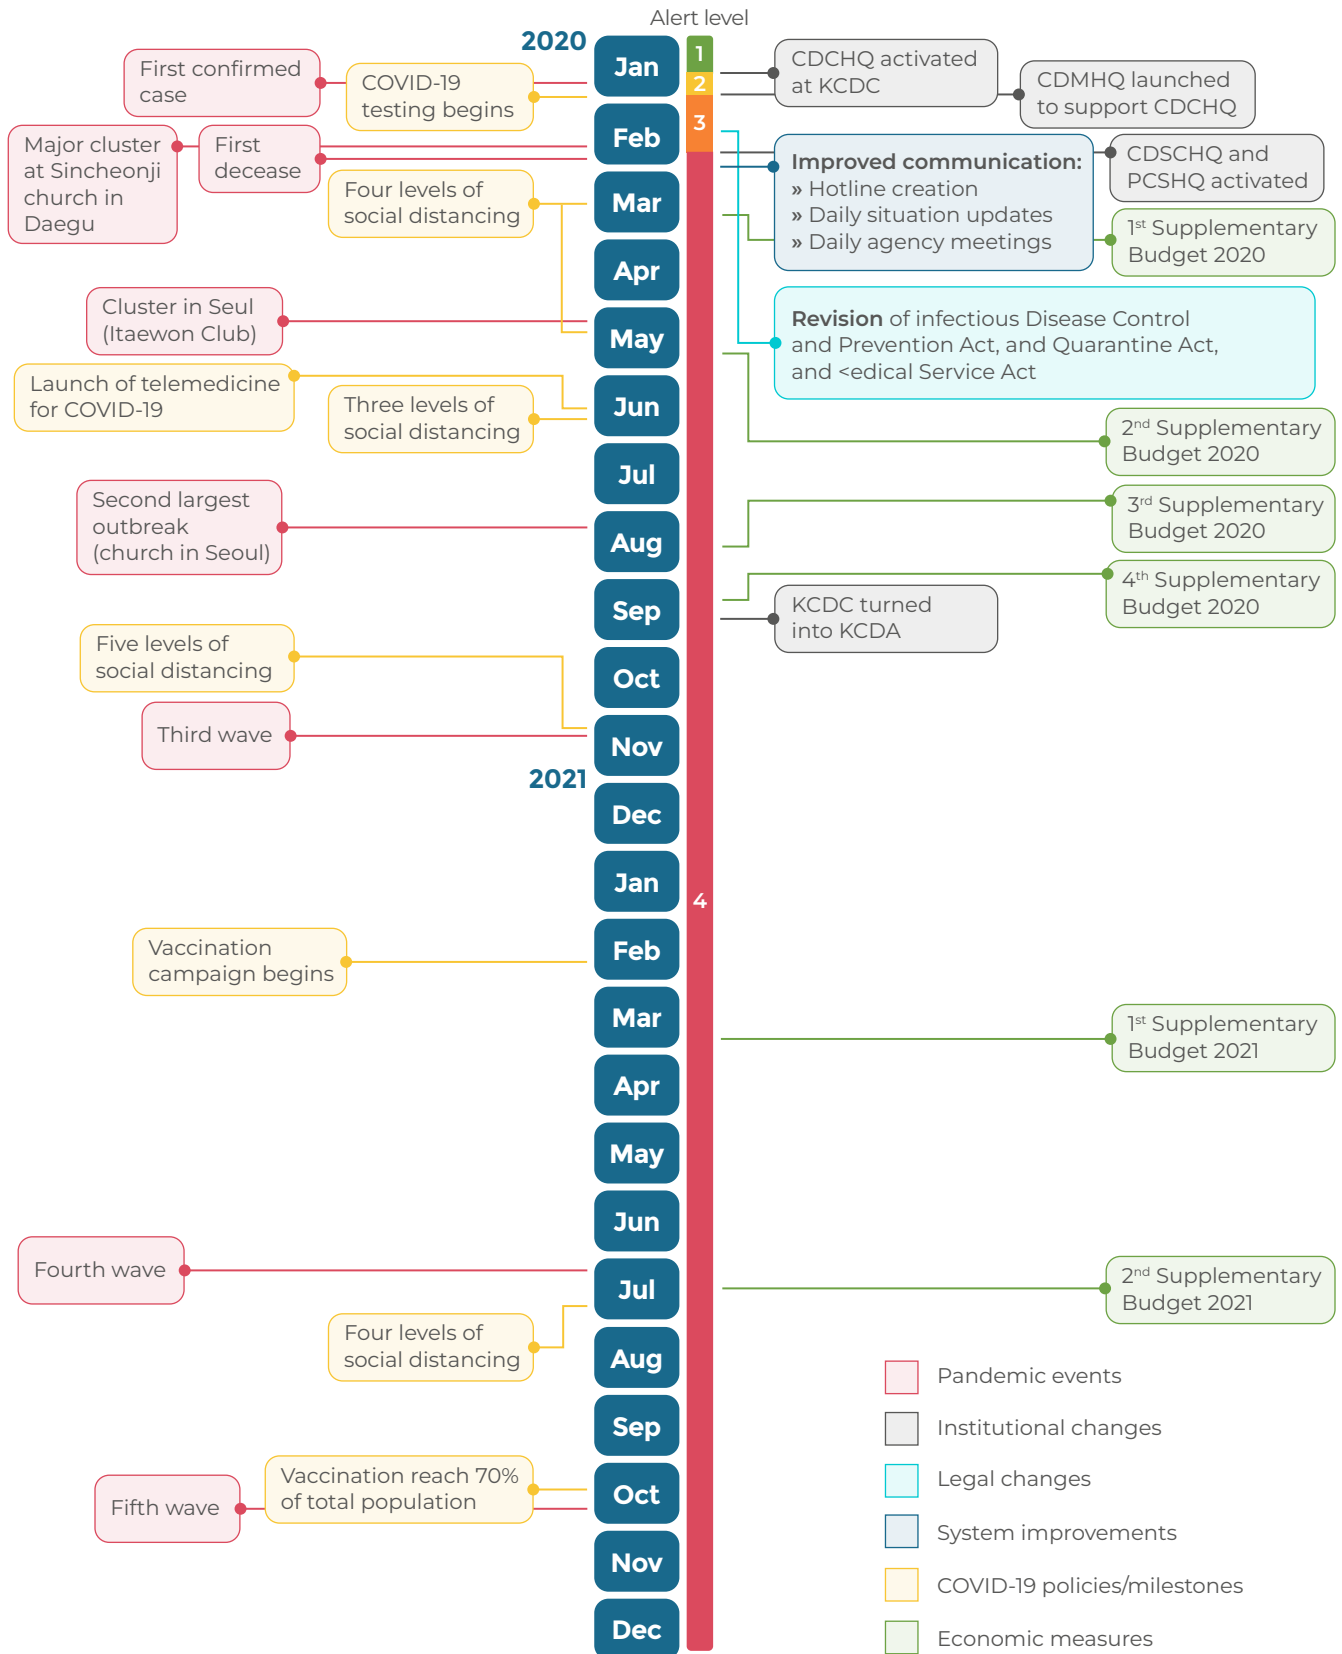 Alert level
2020
Jan
Feb
Mar
Apr
May
Jun
Jul
Aug
Sep
Oct
Nov
2021
Dec
Jan
Feb
Mar
Apr
May
Jun
Jul
Aug
Sep
Oct
Nov
Dec
1
2
3
4
First confirmed
case
COVID-19
testing begins
Major cluster
at Sincheonji
church in
Daegu
First
decease
Four levels of
social distancing
Cluster in Seul
(Itaewon Club)
Launch of telemedicine
for COVID-19
Three levels of
social distancing
Second largest
outbreak
(church in Seoul)
Five levels of
social distancing
Third wave
Vaccination
campaign begins
Fourth wave
Four levels of
social distancing
Vaccination reach 70%
of total population
Fifth wave
CDCHQ activated
at KCDC
CDMHQ launched
to support CDCHQ
Improved communication:
» Hotline creation
» Daily situation updates
» Daily agency meetings
CDSCHQ and
PCSHQ activated
1st Supplementary
Budget 2020
Revision of infectious Disease Control
and Prevention Act, and Quarantine Act,
and <edical Service Act
2nd Supplementary
Budget 2020
3rd Supplementary
Budget 2020
4th Supplementary
Budget 2020
KCDC turned
into KCDA
1st Supplementary
Budget 2021
2nd Supplementary
Budget 2021
Pandemic events
Institutional changes
Legal changes
System improvements
COVID-19 policies/milestones
Economic measures